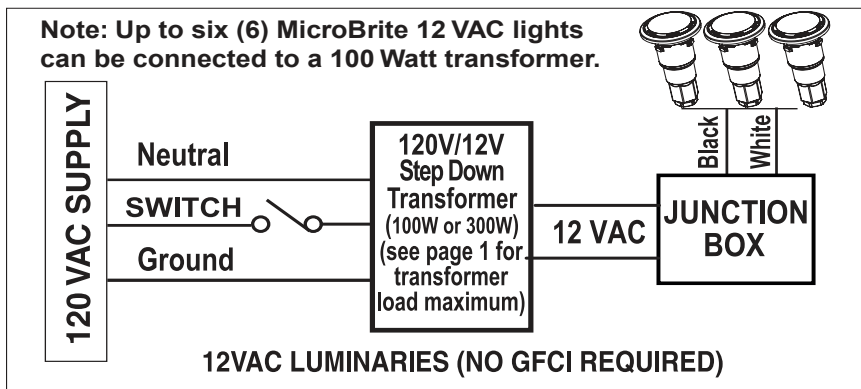 Note: Up to six (6) MicroBrite 12 VAC lights
can be connected to a 100 Watt transformer.
120 VAC SUPPLY
Neutral
SWITCH
Ground
120V/12V
Step Down
Transformer
(100W or 300W)
(see page 1 for
transformer
load maximum)
12 VAC
Black
White
JUNCTION
BOX
12VAC LUMINARIES (NO GFCI REQUIRED)